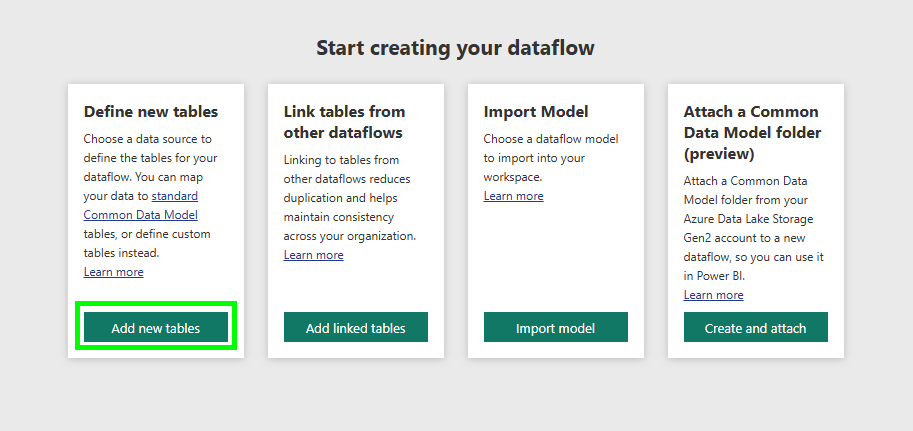 Start creating your dataflow
Define new tables
Choose a data source to
define the tables for your
dataflow. You can map
your data to standard
Common Data Model
tables, or define custom
tables instead.
Learn more
Add new tables
Link tables from
other dataflows
Linking to tables from
other dataflows reduces
duplication and helps
maintain consistency
across your organization.
Learn more
Add linked tables
Import Model
Choose a dataflow model
to import into your
workspace.
Learn more
Import model
Attach a Common
Data Model folder
(preview)
Attach a Common Data
Model folder from your
Azure Data Lake Storage
Gen2 account to a new
dataflow, so you can use it
in Power BI.
Learn more
Create and attach